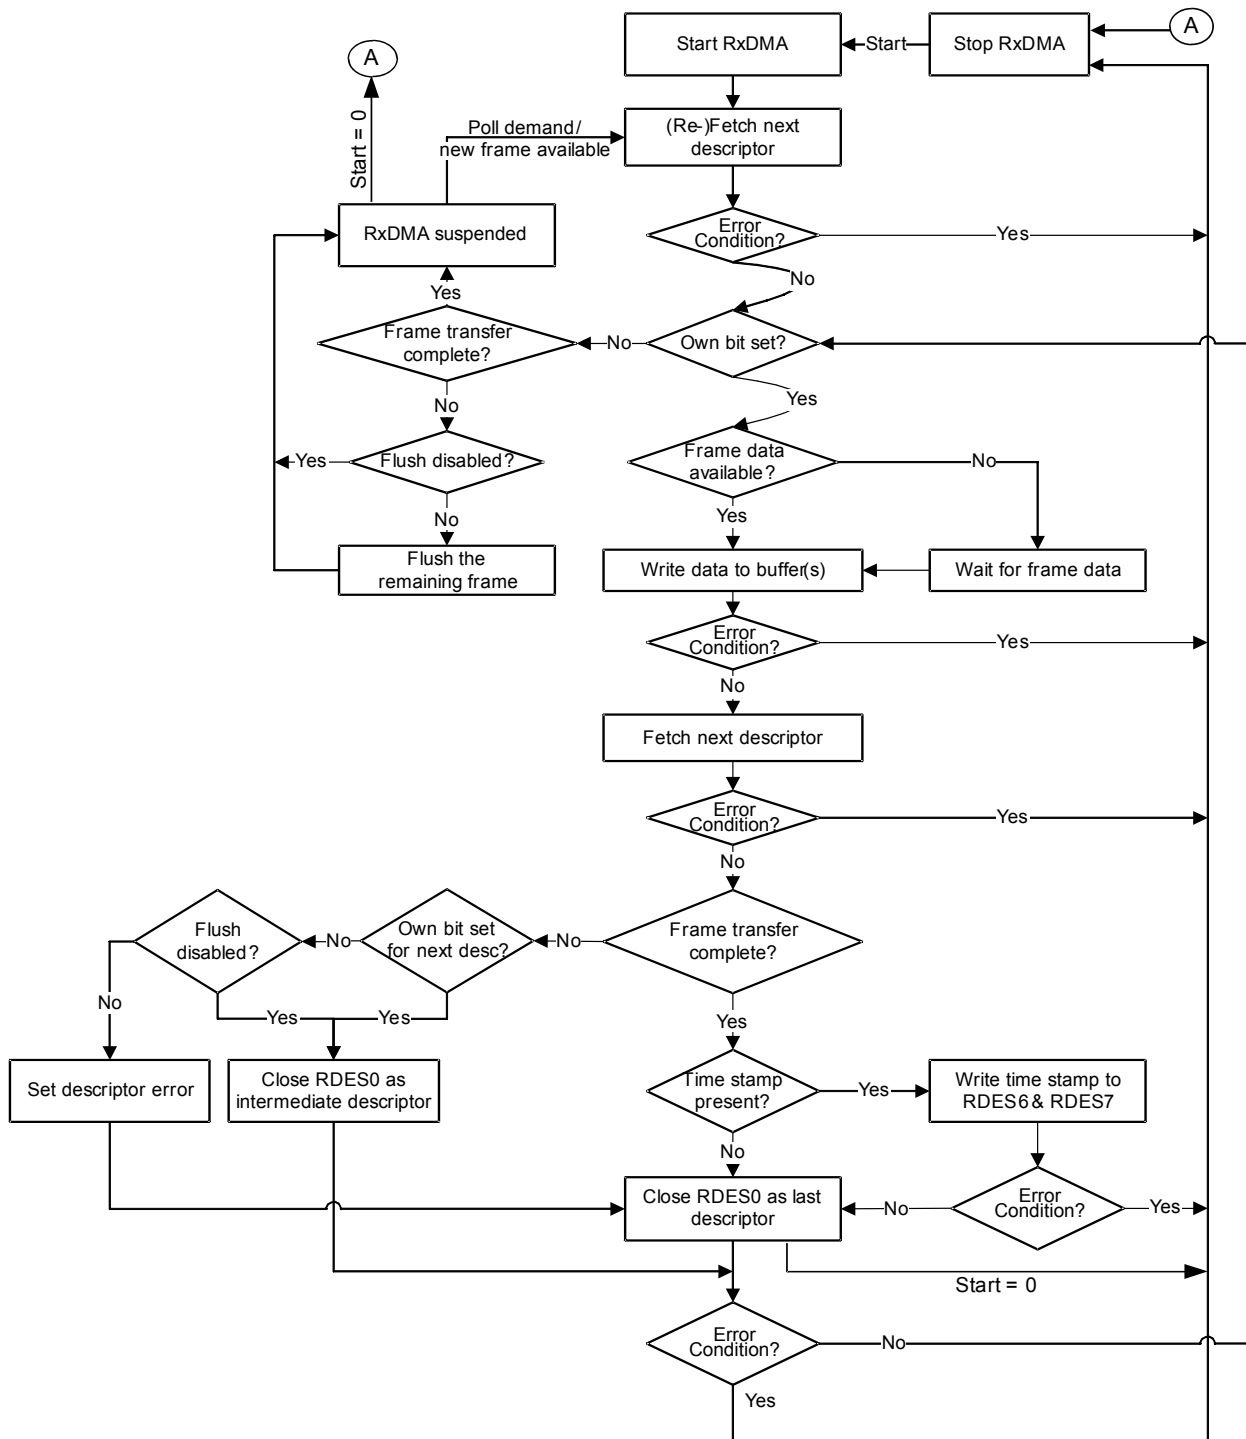 Start RxDMA
Start
Stop RxDMA
A
A
Start = 0
Poll demand/
new frame available
(Re-)Fetch next
descriptor
RxDMA suspended
Error
Condition?
Yes
No
Yes
Frame transfer
complete?
No
Own bit set?
No
Yes
Yes
Flush disabled?
Frame data
available?
No
No
Yes
Flush the
remaining frame
Write data to buffer(s)
Wait for frame data
Error
Condition?
Yes
No
Fetch next descriptor
Error
Condition?
Yes
No
Flush
disabled?
No
Own bit set
for next desc?
No
Frame transfer
complete?
No
Yes
Yes
Yes
Set descriptor error
Close RDES0 as
intermediate descriptor
Time stamp
present?
Yes
Write time stamp to
RDES6 & RDES7
No
Close RDES0 as last
descriptor
No
Error
Condition?
Yes
Start = 0
Error
Condition?
No
Yes